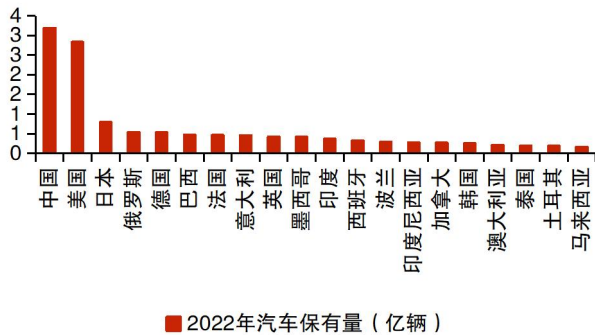 4
3
3
2
2
1
1
0
中国
美国
日本
俄罗斯
德国
巴西
法国
意大利
英国
墨西哥
印度
西班牙
波兰
印度尼西亚
加拿大
韩国
澳大利亚
泰国
土耳其
马来西亚
2022年汽车保有量（亿辆）